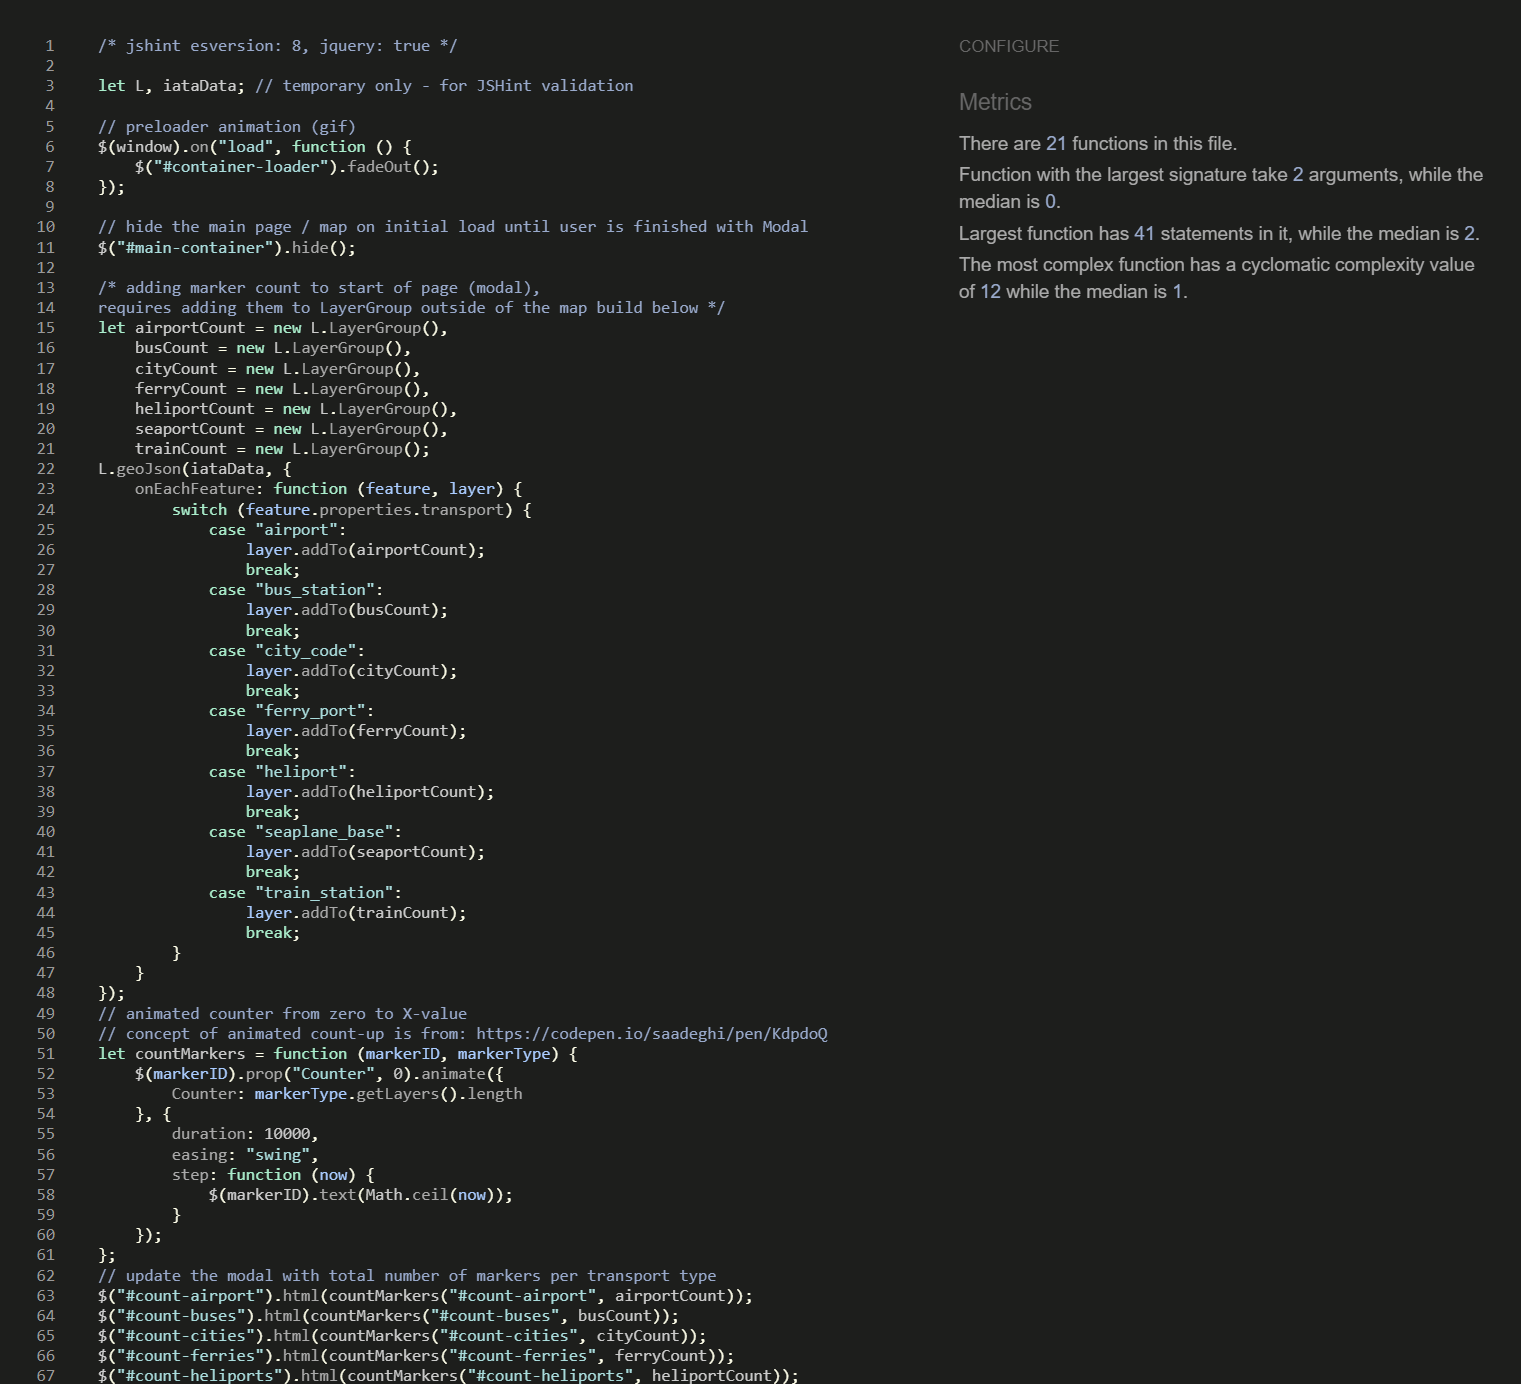 1 /* jshint esversion: 8, jquery: true */
2
3 let L, iataData; // temporary only - for JSHint validation
4
5 // preloader animation (gif)
6 $(window).on("load", function () {
7     $("#container-loader").fadeOut();
8 });
9
10 // hide the main page / map on initial load until user is finished with Modal
11 $("#main-container").hide();
12
13 /* adding marker count to start of page (modal),
14 requires adding them to LayerGroup outside of the map build below */
15 let airportCount = new L.LayerGroup(),
16     busCount = new L.LayerGroup(),
17     cityCount = new L.LayerGroup(),
18     ferryCount = new L.LayerGroup(),
19     heliportCount = new L.LayerGroup(),
20     seaportCount = new L.LayerGroup(),
21     trainCount = new L.LayerGroup();
22 L.geoJson(iataData, {
23     onEachFeature: function (feature, layer) {
24         switch (feature.properties.transport) {
25             case "airport":
26                 layer.addTo(airportCount);
27                 break;
28             case "bus_station":
29                 layer.addTo(busCount);
30                 break;
31             case "city_code":
32                 layer.addTo(cityCount);
33                 break;
34             case "ferry_port":
35                 layer.addTo(ferryCount);
36                 break;
37             case "heliport":
38                 layer.addTo(heliportCount);
39                 break;
40             case "seaplane_base":
41                 layer.addTo(seaportCount);
42                 break;
43             case "train_station":
44                 layer.addTo(trainCount);
45                 break;
46         }
47     }
48 });
49 // animated counter from zero to X-value
50 // concept of animated count-up is from: https://codepen.io/saadeghi/pen/KdpdoQ
51 let countMarkers = function (markerID, markerType) {
52     $(markerID).prop("Counter", 0).animate({
53         Counter: markerType.getLayers().length
54     }, {
55         duration: 10000,
56         easing: "swing",
57         step: function (now) {
58             $(markerID).text(Math.ceil(now));
59         }
60     });
61 };
62 // update the modal with total number of markers per transport type
63 $("#count-airport").html(countMarkers("#count-airport", airportCount));
64 $("#count-buses").html(countMarkers("#count-buses", busCount));
65 $("#count-cities").html(countMarkers("#count-cities", cityCount));
66 $("#count-ferries").html(countMarkers("#count-ferries", ferryCount));
67 $("#count-heliports").html(countMarkers("#count-heliports", heliportCount));
CONFIGURE
Metrics
There are 21 functions in this file.
Function with the largest signature take 2 arguments, while the
median is 0.
Largest function has 41 statements in it, while the median is 2.
The most complex function has a cyclomatic complexity value
of 12 while the median is 1.